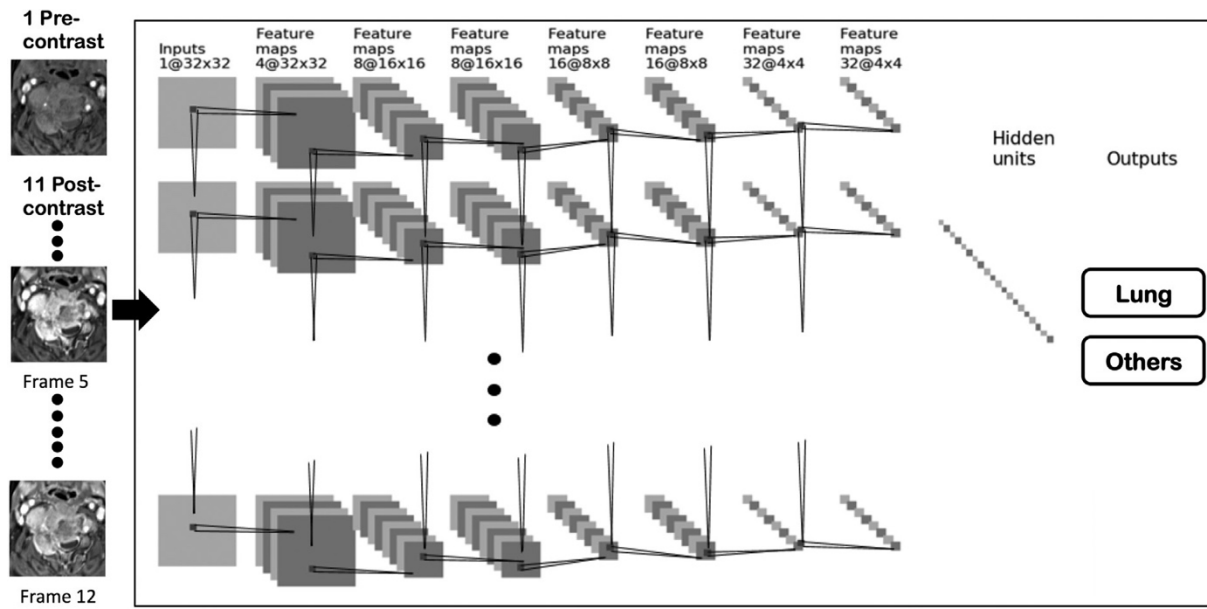 1 Pre-
contrast
11 Post-
contrast
Frame 5
Frame 12
Inputs
1@32x32
Feature
maps
4@32x32
Feature
maps
8@16x16
Feature
maps
8@16x16
Feature
maps
16@8x8
Feature
maps
16@8x8
Feature
maps
32@4x4
Feature
maps
32@4x4
Hidden
units
Outputs
Lung
Others